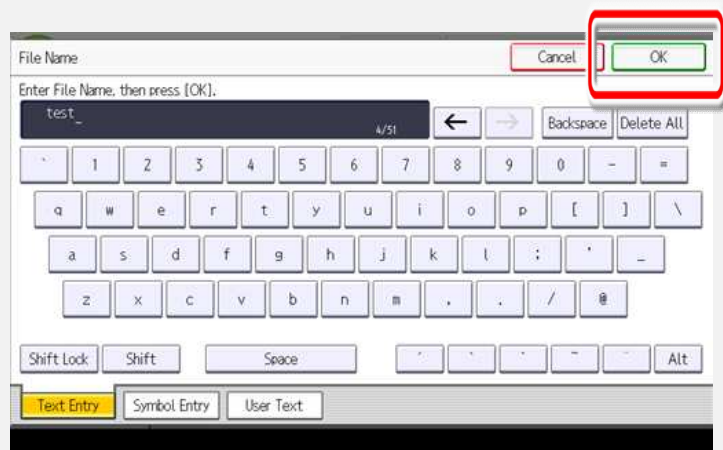 File Name Cancel OK
Enter File Name, then press [OK].
test_
4/51 ← → Backspace Delete All
` 1 2 3 4 5 6 7 8 9 0 - =
q w e r t y u i o p [ ] \
a s d f g h j k l ; ' _
z x c v b n m , . / @
Shift Lock Shift Space ´ ` ^ ~ ¨ Alt
Text Entry Symbol Entry User Text